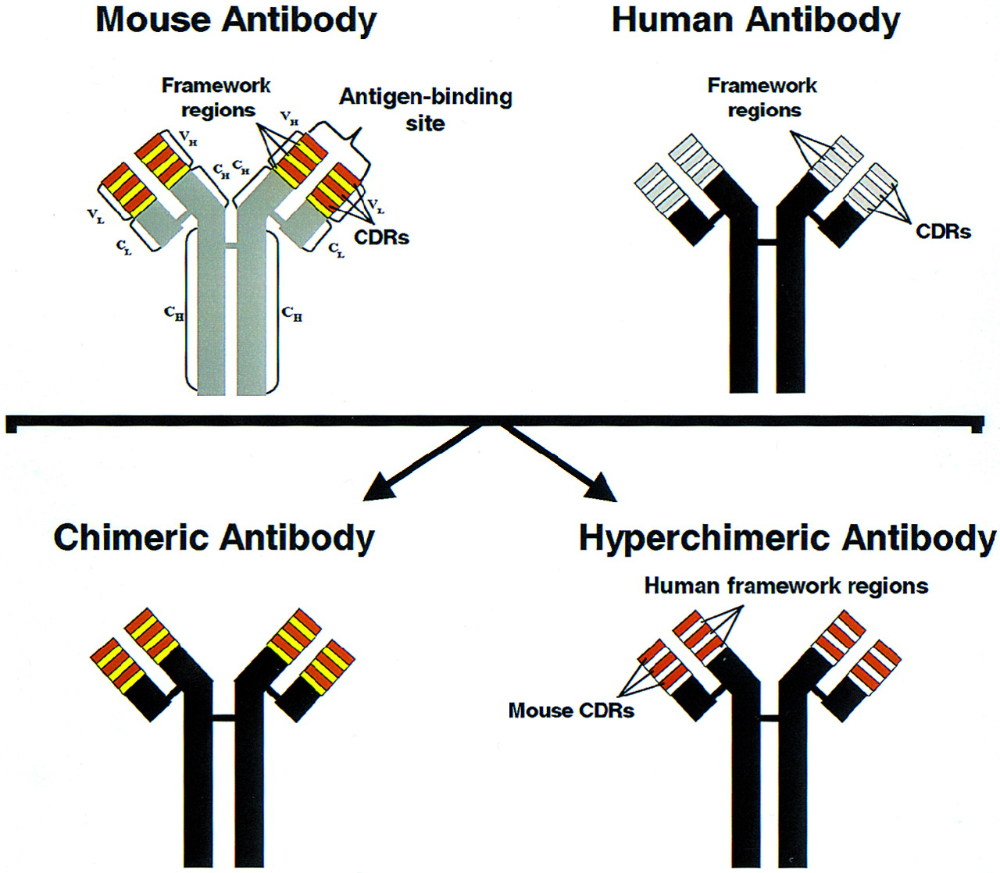 Mouse Antibody
Human Antibody
Framework
regions
Antigen-binding
site
Framework
regions
VH
VH
CH
CH
VL
VL
CL
CL
CDRs
CDRs
CH
CH
Chimeric Antibody
Hyperchimeric Antibody
Human framework regions
Mouse CDRs